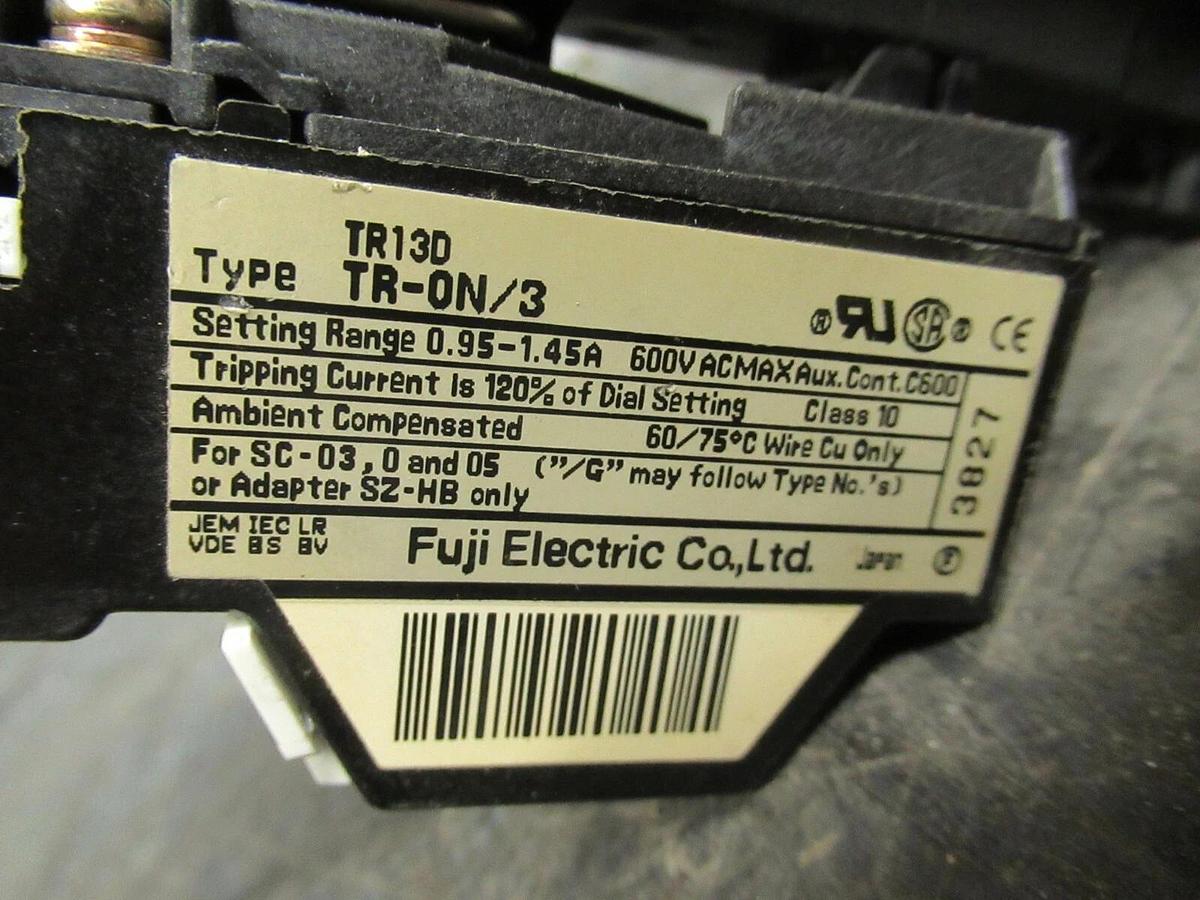 TR13D
Type TR-0N/3
® RU SA ® CE
Setting Range 0.95-1.45A 600V AC MAX Aux. Cont. C600
Tripping Current is 120% of Dial Setting Class 10
Ambient Compensated 60/75°C Wire Cu Only
For SC-03, 0 and 05 ("/G" may follow Type No.'s)
or Adapter SZ-HB only
3827
JEM IEC LR
VDE BS BV
Fuji Electric Co.,Ltd. Japan